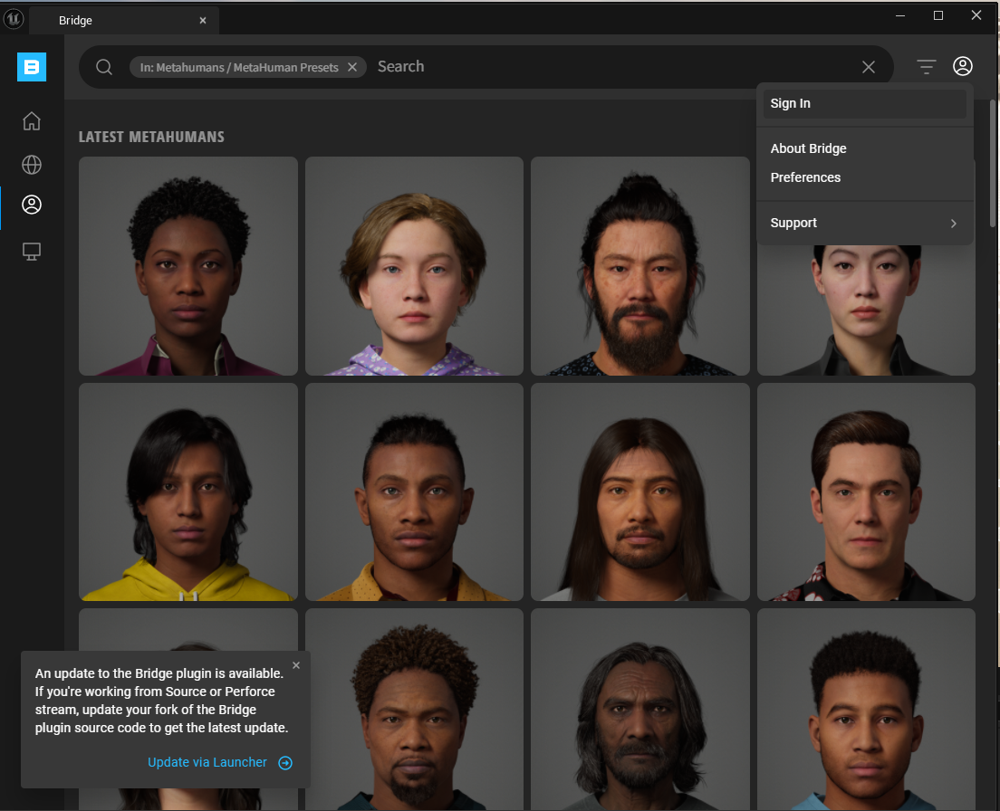 Bridge
In: Metahumans / MetaHuman Presets
Search
Sign In
About Bridge
Preferences
Support
LATEST METAHUMANS
An update to the Bridge plugin is available.
If you're working from Source or Perforce
stream, update your fork of the Bridge
plugin source code to get the latest update.
Update via Launcher